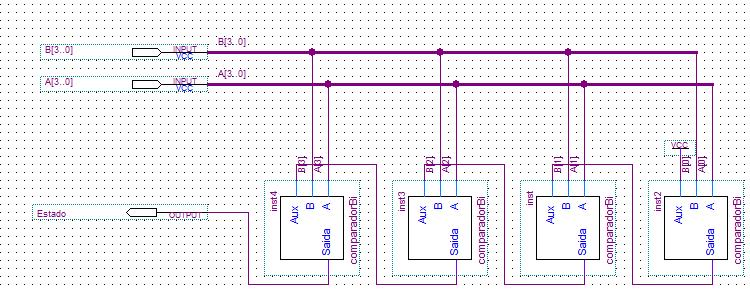 B[3..0]
INPUT
VCC
B[3..0]
A[3..0]
INPUT
VCC
A[3..0]
VCC
B[3]
A[3]
B[2]
A[2]
B[1]
A[1]
B[0]
A[0]
Estado
OUTPUT
inst4
Aux
B
A
Saida
comparadorBi
inst3
Aux
B
A
Saida
comparadorBi
inst
Aux
B
A
Saida
comparadorBi
inst2
Aux
B
A
Saida
comparadorBi